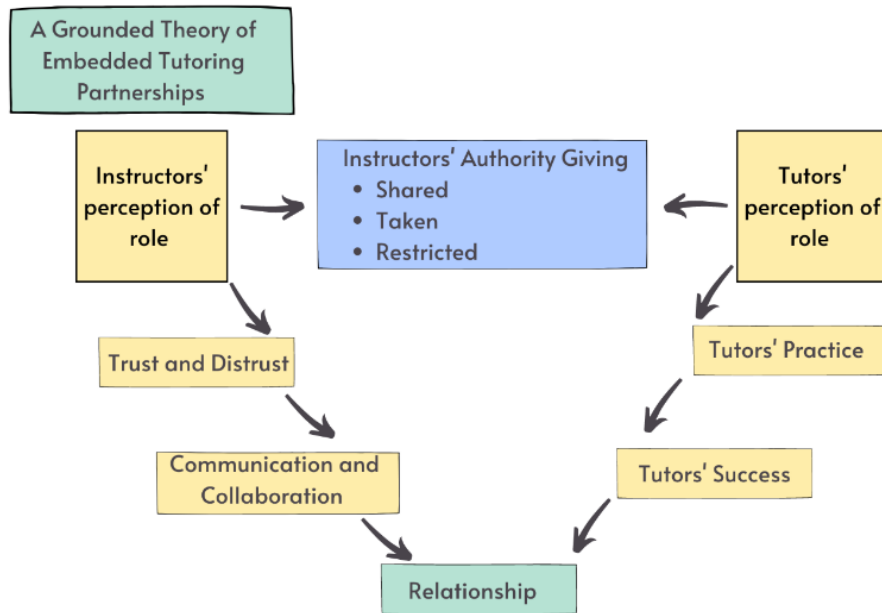 A Grounded Theory of
Embedded Tutoring
Partnerships
Instructors'
perception of
role
Instructors' Authority Giving
• Shared
• Taken
• Restricted
Tutors'
perception of
role
Trust and Distrust
Tutors' Practice
Communication and
Collaboration
Tutors' Success
Relationship